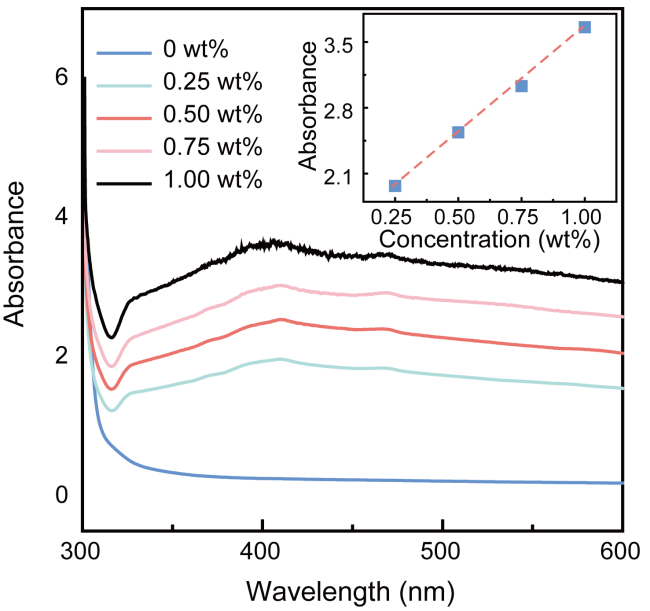 0 wt%
0.25 wt%
0.50 wt%
0.75 wt%
1.00 wt%
Absorbance
3.5
2.8
2.1
0.25 0.50 0.75 1.00
Concentration (wt%)
Absorbance
6
4
2
0
300 400 500 600
Wavelength (nm)